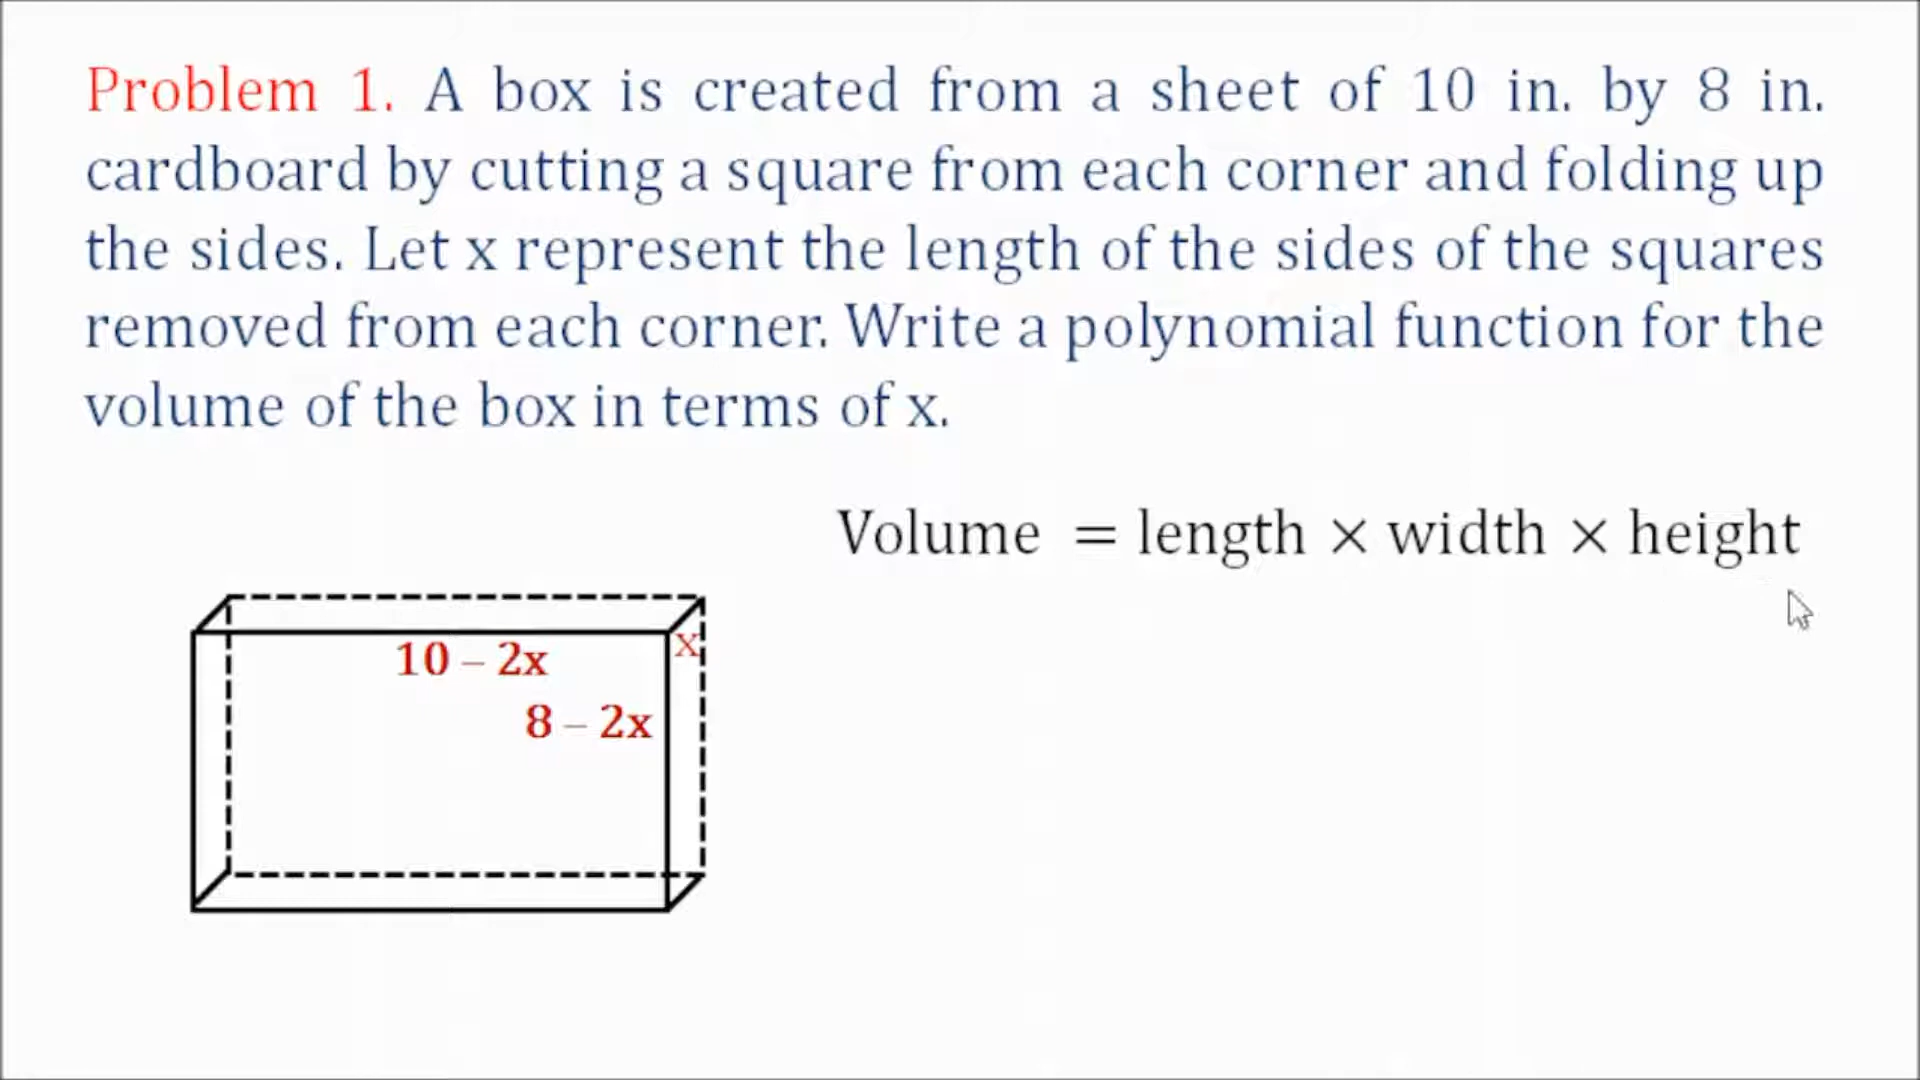 Problem 1. A box is created from a sheet of 10 in. by 8 in.
cardboard by cutting a square from each corner and folding up
the sides. Let x represent the length of the sides of the squares
removed from each corner. Write a polynomial function for the
volume of the box in terms of x.
Volume = length × width × height
10 – 2x
x
8 – 2x